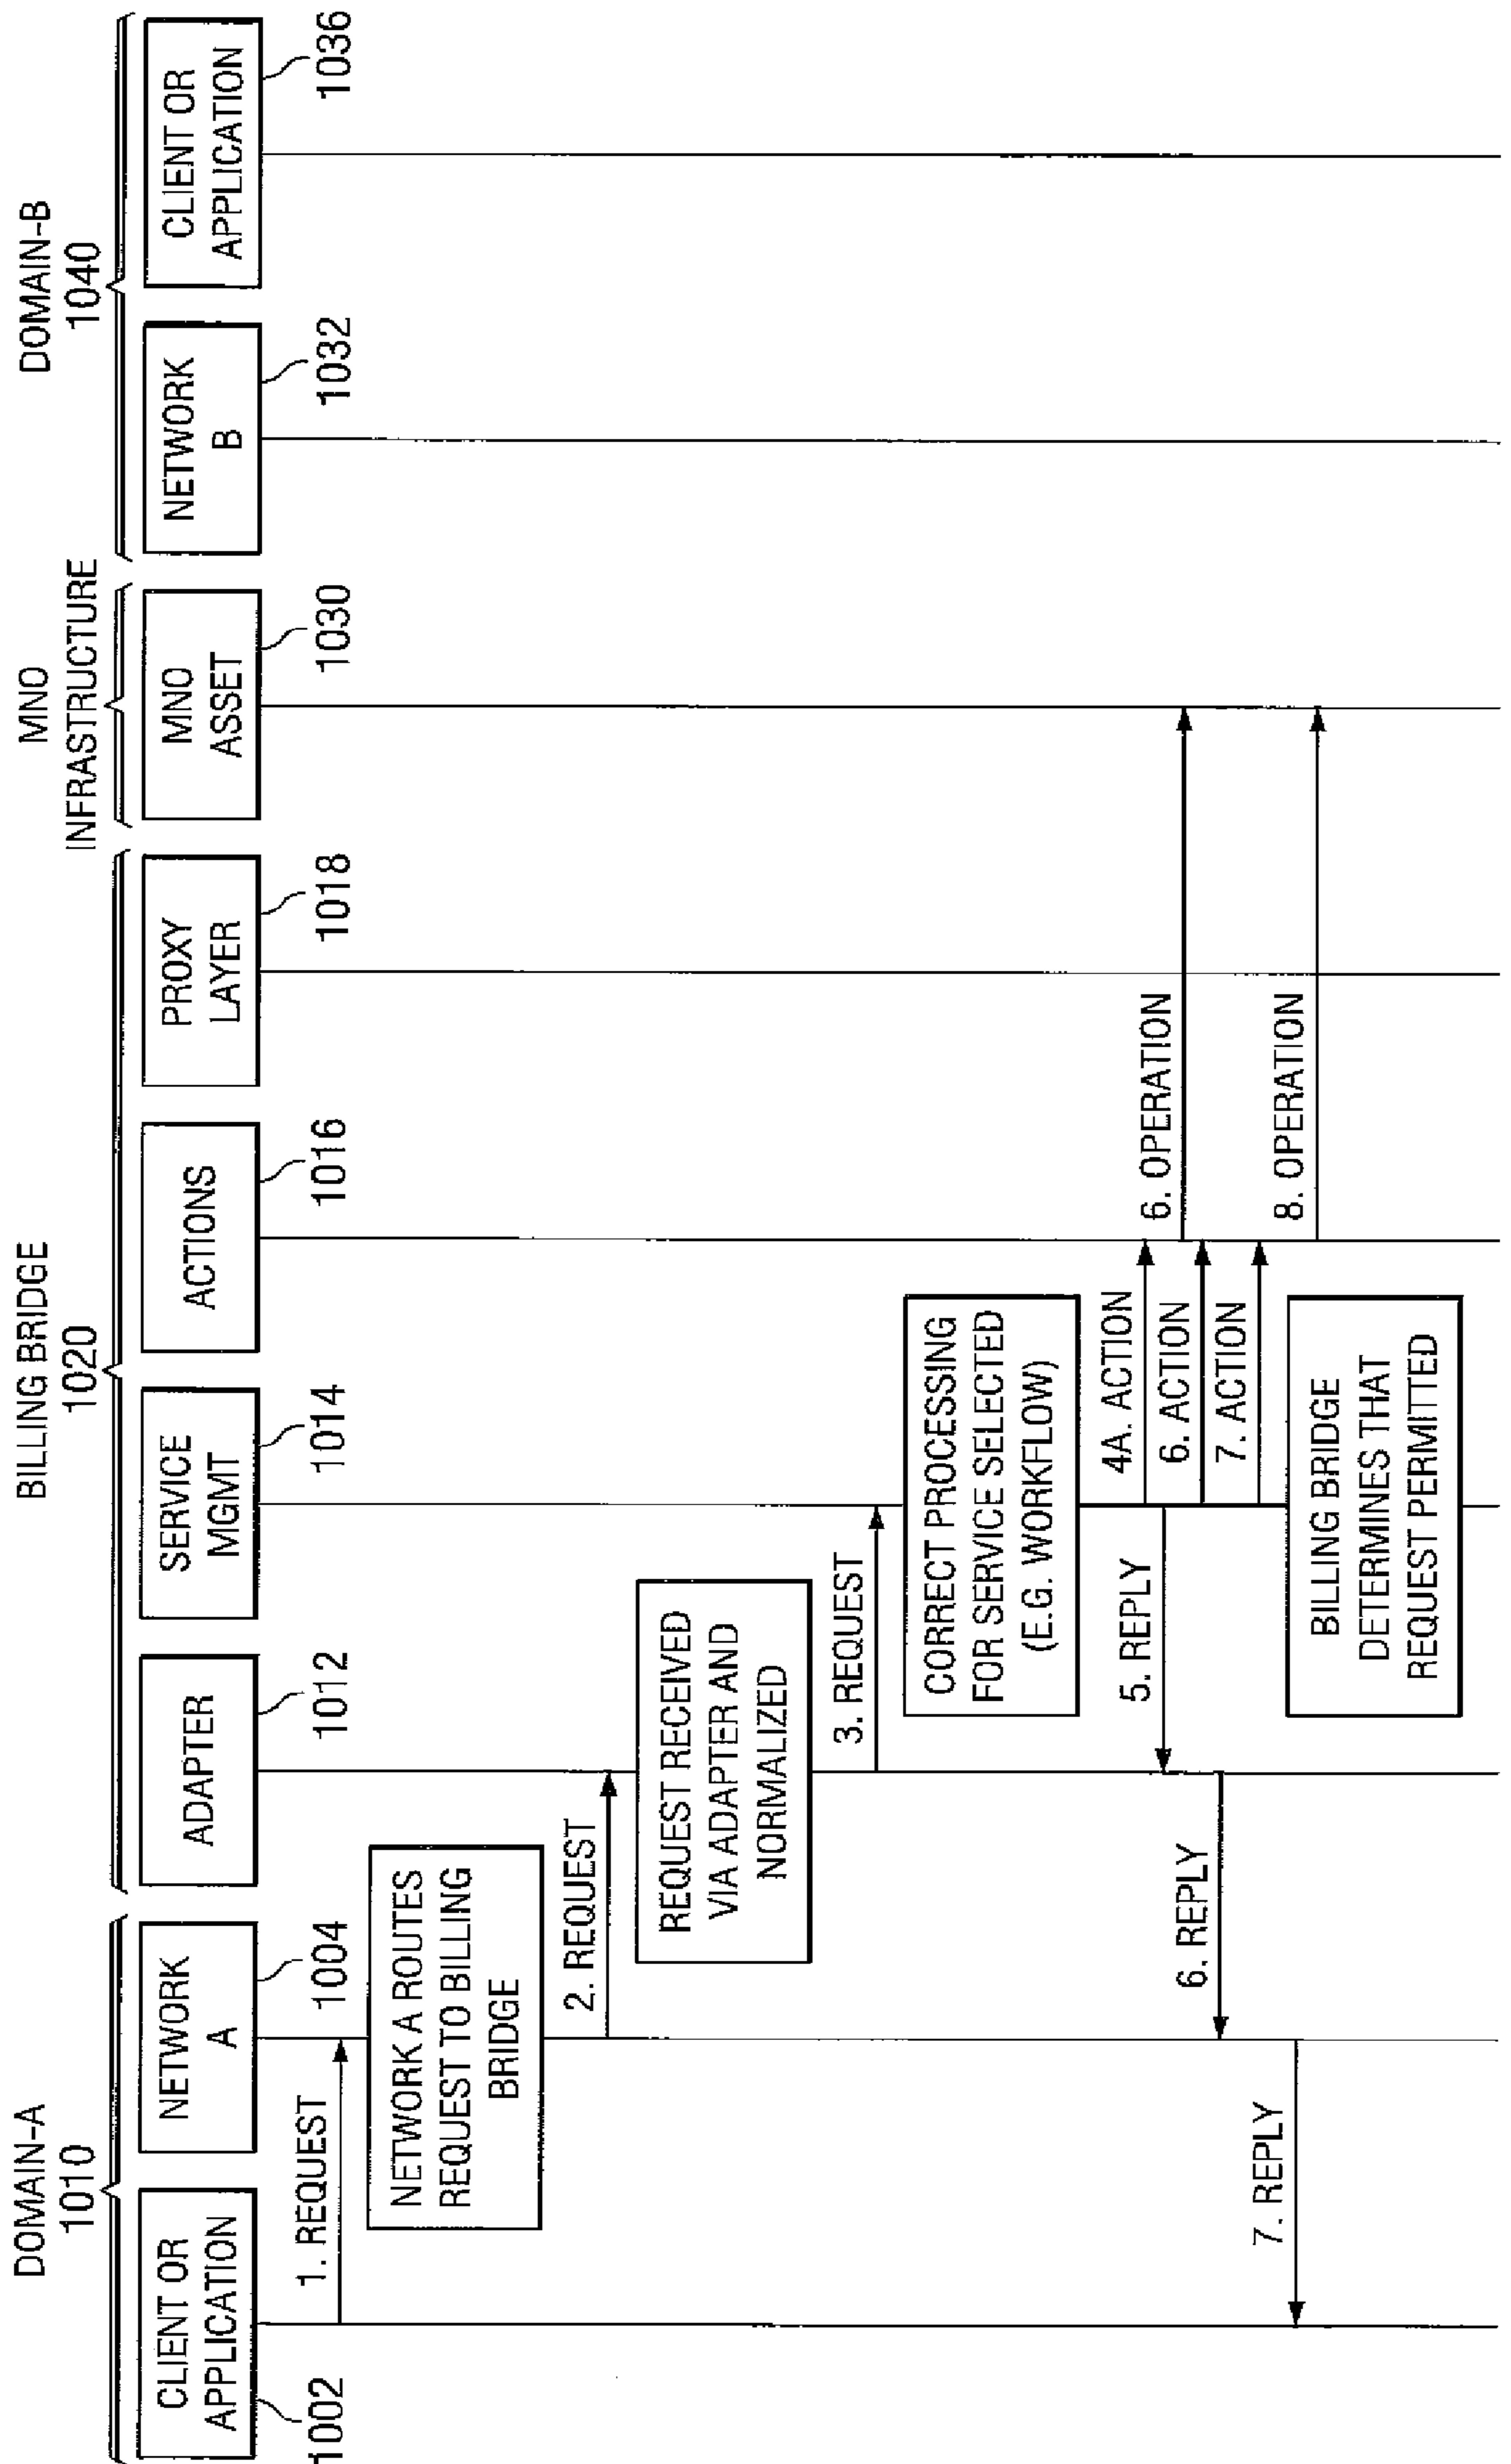 DOMAIN-A
1010
BILLING BRIDGE
1020
MNO
INFRASTRUCTURE
DOMAIN-B
1040
CLIENT OR
APPLICATION
1002
NETWORK
A
1004
ADAPTER
1012
SERVICE
MGMT
1014
ACTIONS
1016
PROXY
LAYER
1018
MNO
ASSET
1030
NETWORK
B
1032
CLIENT OR
APPLICATION
1036
1. REQUEST
NETWORK A ROUTES
REQUEST TO BILLING
BRIDGE
2. REQUEST
REQUEST RECEIVED
VIA ADAPTER AND
NORMALIZED
3. REQUEST
CORRECT PROCESSING
FOR SERVICE SELECTED
(E.G. WORKFLOW)
4A. ACTION
5. REPLY
6. OPERATION
6. ACTION
6. REPLY
7. ACTION
7. REPLY
8. OPERATION
BILLING BRIDGE
DETERMINES THAT
REQUEST PERMITTED